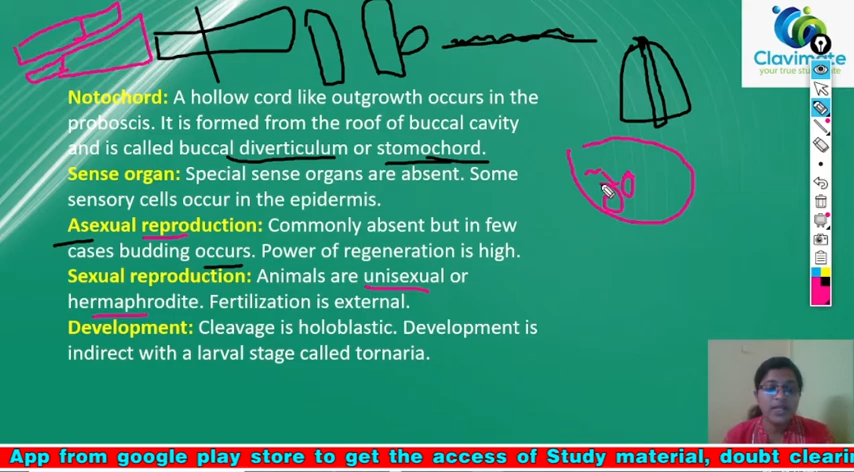 Clavimate
your true study mate
Notochord: A hollow cord like outgrowth occurs in the
proboscis. It is formed from the roof of buccal cavity
and is called buccal diverticulum or stomochord.
Sense organ: Special sense organs are absent. Some
sensory cells occur in the epidermis.
Asexual reproduction: Commonly absent but in few
cases budding occurs. Power of regeneration is high.
Sexual reproduction: Animals are unisexual or
hermaphrodite. Fertilization is external.
Development: Cleavage is holoblastic. Development is
indirect with a larval stage called tornaria.
App from google play store to get the access of Study material, doubt clearin